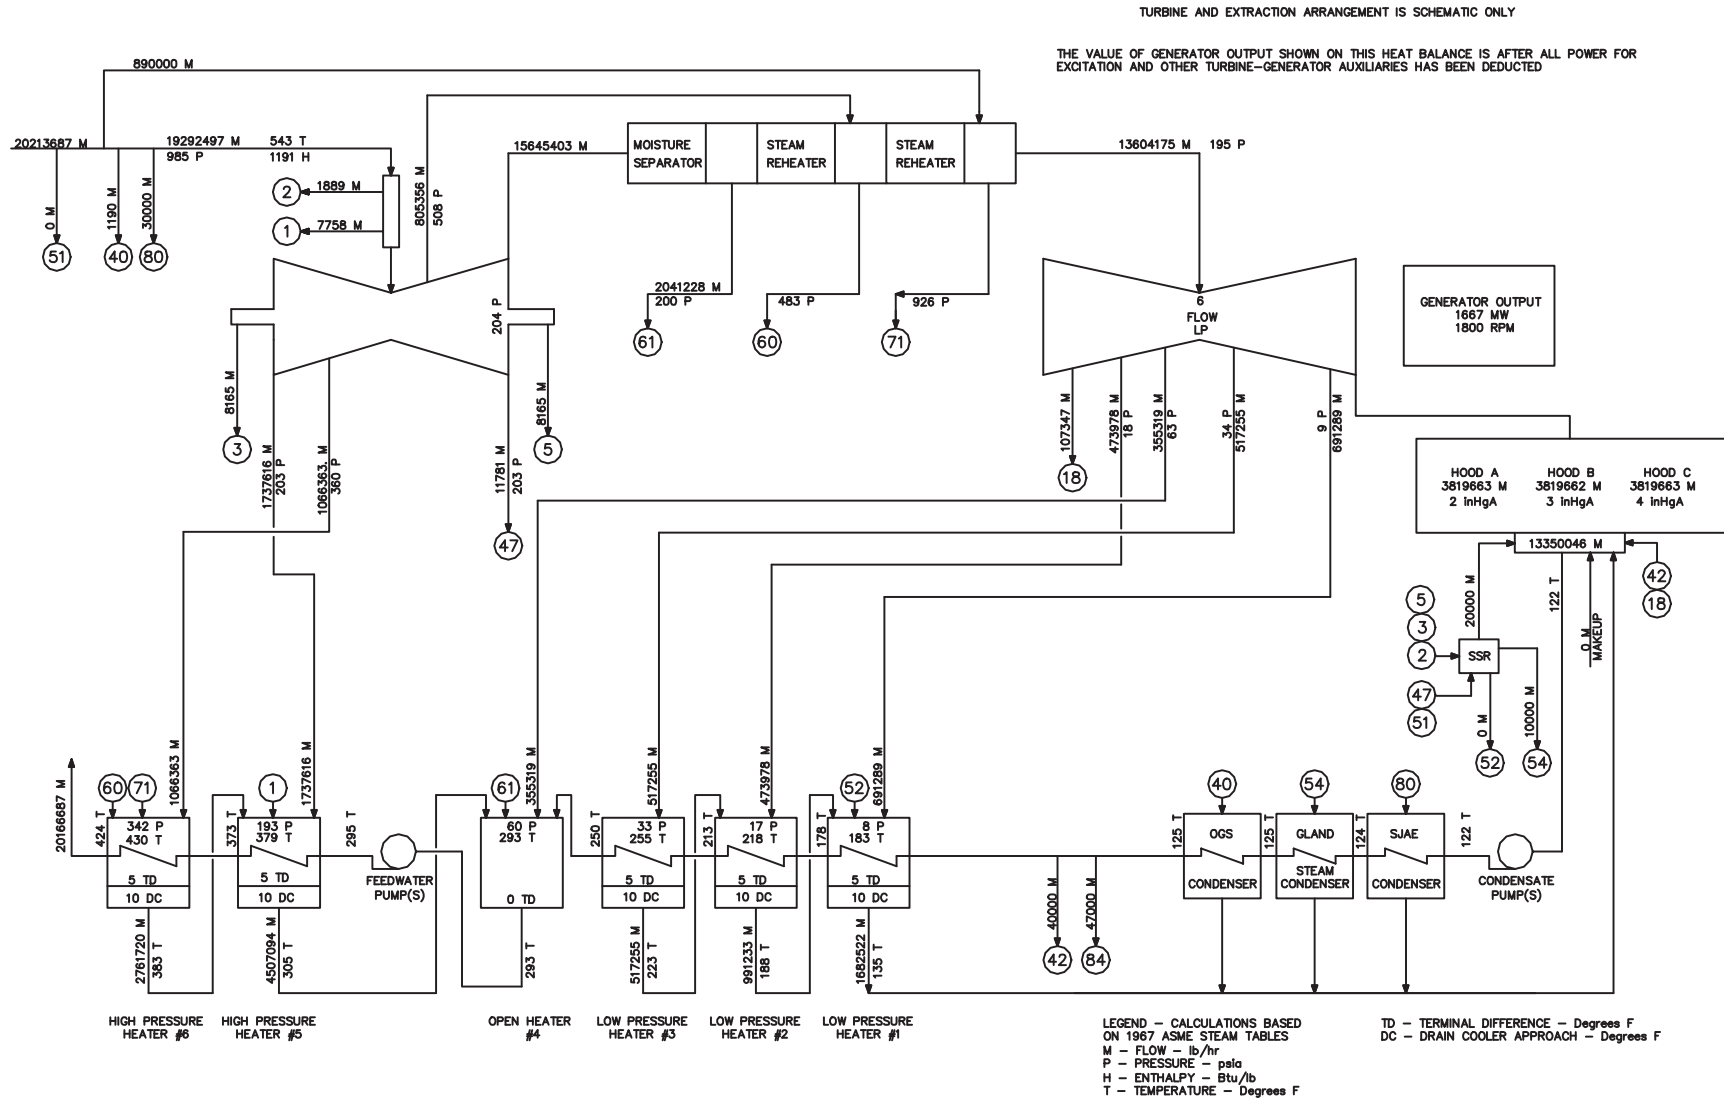 TURBINE AND EXTRACTION ARRANGEMENT IS SCHEMATIC ONLY
THE VALUE OF GENERATOR OUTPUT SHOWN ON THIS HEAT BALANCE IS AFTER ALL POWER FOR
EXCITATION AND OTHER TURBINE-GENERATOR AUXILIARIES HAS BEEN DEDUCTED
890000 M
20213687 M
19292497 M
543 T
985 P
1191 H
0 M
1190 M
30000 M
51
40
80
2
1889 M
1
7758 M
805356 M
508 P
15645403 M
MOISTURE
SEPARATOR
STEAM
REHEATER
STEAM
REHEATER
13604175 M
195 P
2041228 M
200 P
483 P
926 P
61
60
71
204 P
8165 M
3
1737616 M
203 P
1066363. M
360 P
11781 M
203 P
8165 M
5
47
6
FLOW
LP
107347 M
18
473978 M
18 P
355319 M
63 P
34 P
517255 M
9 P
691289 M
GENERATOR OUTPUT
1667 MW
1800 RPM
HOOD A
3819663 M
2 inHgA
HOOD B
3819662 M
3 inHgA
HOOD C
3819663 M
4 inHgA
13350046 M
42
18
20000 M
122 T
0 M
MAKEUP
5
3
2
SSR
47
51
0 M
10000 M
52
54
20166687 M
424 T
60
71
1066363 M
342 P
430 T
5 TD
10 DC
2761720 M
383 T
373 T
1
1737616 M
193 P
379 T
5 TD
10 DC
4507094 M
305 T
295 T
FEEDWATER
PUMP(S)
61
355319 M
60 P
293 T
0 TD
293 T
250 T
517255 M
33 P
255 T
5 TD
10 DC
517255 M
223 T
213 T
473978 M
17 P
218 T
5 TD
10 DC
991233 M
188 T
178 T
52
691289 M
8 P
183 T
5 TD
10 DC
1682522 M
135 T
40000 M
42
47000 M
84
125 T
40
OGS
CONDENSER
125 T
54
GLAND
STEAM
CONDENSER
124 T
80
SJAE
CONDENSER
122 T
CONDENSATE
PUMP(S)
HIGH PRESSURE
HEATER #6
HIGH PRESSURE
HEATER #5
OPEN HEATER
#4
LOW PRESSURE
HEATER #3
LOW PRESSURE
HEATER #2
LOW PRESSURE
HEATER #1
LEGEND - CALCULATIONS BASED
ON 1967 ASME STEAM TABLES
M - FLOW - lb/hr
P - PRESSURE - psia
H - ENTHALPY - Btu/lb
T - TEMPERATURE - Degrees F
TD - TERMINAL DIFFERENCE - Degrees F
DC - DRAIN COOLER APPROACH - Degrees F